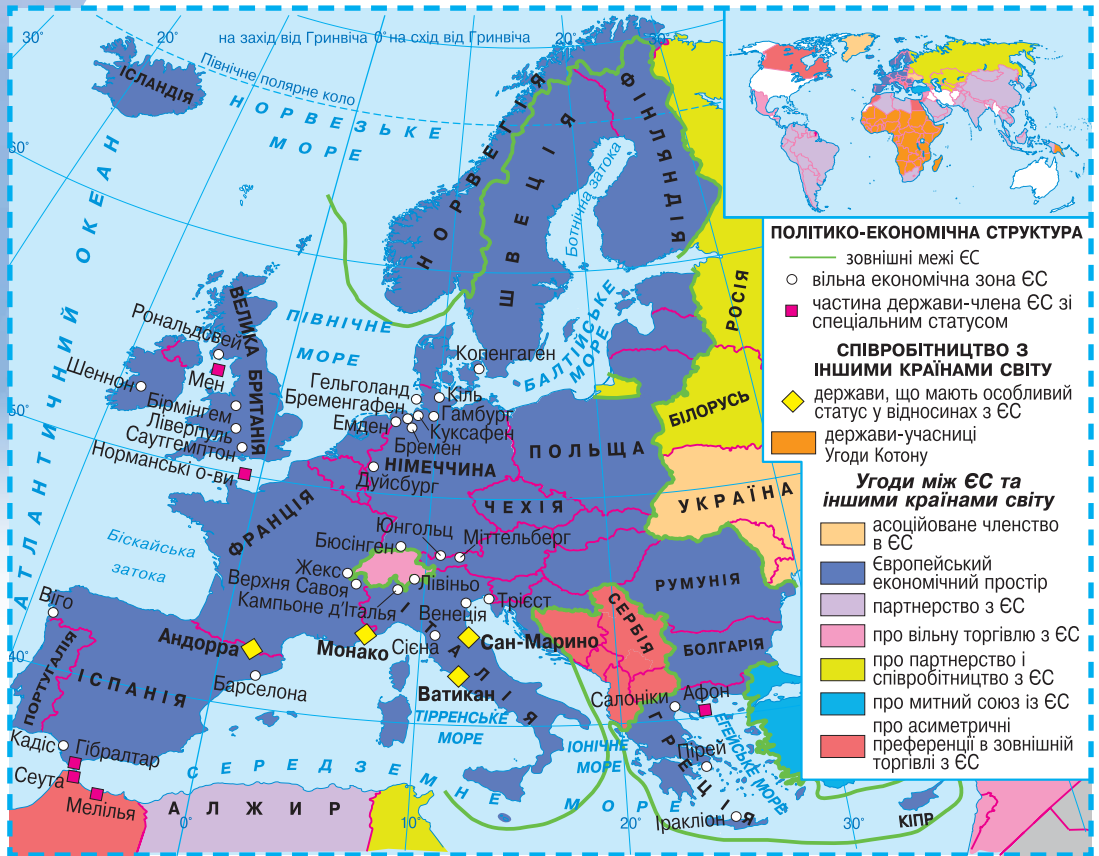 30°
20°
на захід від Гринвіча 0° на схід від Гринвіча
20°
30°
Північне полярне коло
ІСЛАНДІЯ
НОРВЕЗЬКЕ
МОРЕ
60°
50°
40°
АТЛАНТИЧНИЙ ОКЕАН
НОРВЕГІЯ
ШВЕЦІЯ
ФІНЛЯНДІЯ
Ботнічна затока
ПІВНІЧНЕ
МОРЕ
БАЛТІЙСЬКЕ
МОРЕ
РОСІЯ
ВЕЛИКА БРИТАНІЯ
Рональдсвей
Шеннон
Мен
Бірмінгем
Ліверпуль
Саутгемптон
Норманські о-ви
Копенгаген
Гельголанд
Кіль
Бременгафен
Гамбург
Емден
Куксафен
Бремен
НІМЕЧЧИНА
Дуйсбург
ПОЛЬЩА
БІЛОРУСЬ
УКРАЇНА
ЧЕХІЯ
ФРАНЦІЯ
Біскайська
затока
Юнгольц
Бюсінген
Міттельберг
Жекс
Верхня Савоя
Лівіньо
Кампьоне д'Італья
Венеція
Трієст
РУМУНІЯ
СЕРБІЯ
БОЛГАРІЯ
Віго
ПОРТУГАЛІЯ
ІСПАНІЯ
Андорра
Барселона
Монако
Сієна
Сан-Марино
Ватикан
ІТАЛІЯ
ТІРРЕНСЬКЕ
МОРЕ
ІОНІЧНЕ
МОРЕ
Салоніки
Афон
ГРЕЦІЯ
Пірей
ЕГЕЙСЬКЕ МОРЕ
Іракліон
КІПР
Кадіс
Гібралтар
Сеута
Мелілья
СЕРЕДЗЕМНЕ МОРЕ
АЛЖИР
0°
10°
20°
30°
ПОЛІТИКО-ЕКОНОМІЧНА СТРУКТУРА
зовнішні межі ЄС
вільна економічна зона ЄС
частина держави-члена ЄС зі
спеціальним статусом
СПІВРОБІТНИЦТВО З
ІНШИМИ КРАЇНАМИ СВІТУ
держави, що мають особливий
статус у відносинах з ЄС
держави-учасниці
Угоди Котону
Угоди між ЄС та
іншими країнами світу
асоційоване членство
в ЄС
Європейський
економічний простір
партнерство з ЄС
про вільну торгівлю з ЄС
про партнерство і
співробітництво з ЄС
про митний союз із ЄС
про асиметричні
преференції в зовнішній
торгівлі з ЄС